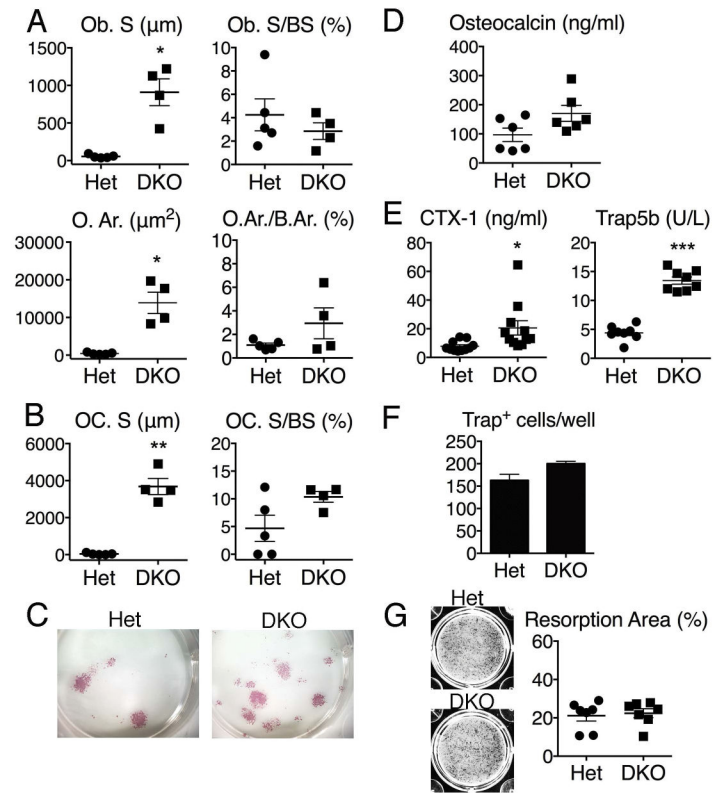 A
Ob. S (µm)
1500
1000
500
0
*
Het DKO
Ob. S/BS (%)
10
8
6
4
2
0
Het DKO
O. Ar. (µm²)
30000
20000
10000
0
*
Het DKO
O.Ar./B.Ar. (%)
10
8
6
4
2
0
Het DKO
B
OC. S (µm)
6000
4000
2000
0
**
Het DKO
OC. S/BS (%)
20
15
10
5
0
Het DKO
C
Het DKO
D
Osteocalcin (ng/ml)
400
300
200
100
0
Het DKO
E
CTX-1 (ng/ml)
80
60
40
20
0
*
Het DKO
Trap5b (U/L)
20
15
10
5
0
***
Het DKO
F
Trap⁺ cells/well
250
200
150
100
50
0
Het DKO
G
Het
DKO
Resorption Area (%)
60
40
20
0
Het DKO